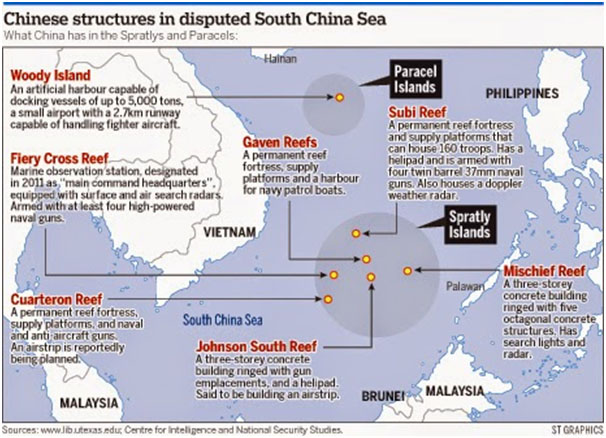 Chinese structures in disputed South China Sea
What China has in the Spratlys and Paracels:
Hainan
Woody Island
An artificial harbour capable of
docking vessels of up to 5,000 tons,
a small airport with a 2.7km runway
capable of handling fighter aircraft.
Paracel
Islands
PHILIPPINES
Subi Reef
A permanent reef fortress
and supply platforms that
can house 160 troops. Has a
helipad and is armed with
four twin barrel 37mm naval
guns. Also houses a doppler
weather radar.
Gaven Reefs
A permanent reef
fortress, supply
platforms and a harbour
for navy patrol boats.
Fiery Cross Reef
Marine observation station, designated
in 2011 as "main command headquarters",
equipped with surface and air search radars.
Armed with at least four high-powered
naval guns.
VIETNAM
Spratly
Islands
Mischief Reef
A three-storey
concrete building
ringed with five
octagonal concrete
structures. Has
search lights and
radar.
Palawan
Cuarteron Reef
A permanent reef fortress,
supply platforms, and naval
and anti-aircraft guns.
An airstrip is reportedly
being planned.
South China Sea
Johnson South Reef
A three-storey concrete
building ringed with gun
emplacements, and a helipad.
Said to be building an airstrip.
MALAYSIA
BRUNEI
MALAYSIA
Sources: www.lib.utexas.edu; Centre for Intelligence and National Security Studies.
ST GRAPHICS